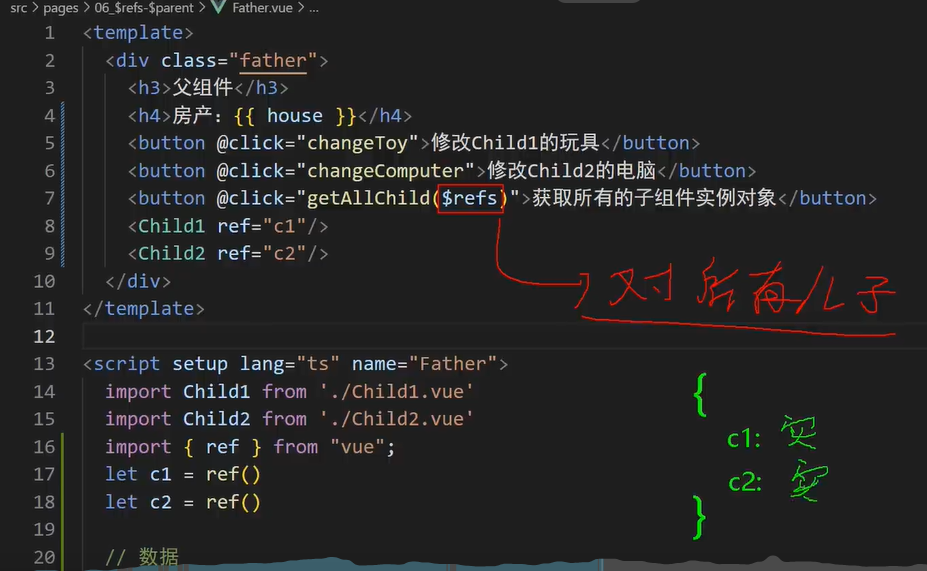 src > pages > 06_$refs-$parent > Father.vue > ...
1 <template>
2 <div class="father">
3 <h3>父组件</h3>
4 <h4>房产：{{ house }}</h4>
5 <button @click="changeToy">修改Child1的玩具</button>
6 <button @click="changeComputer">修改Child2的电脑</button>
7 <button @click="getAllChild($refs)">获取所有的子组件实例对象</button>
8 <Child1 ref="c1"/>
9 <Child2 ref="c2"/>
10 </div>
11 </template>
12
13 <script setup lang="ts" name="Father">
14 import Child1 from './Child1.vue'
15 import Child2 from './Child2.vue'
16 import { ref } from "vue";
17 let c1 = ref()
18 let c2 = ref()
19
20 // 数据
对 所有儿子
{
c1: 实
c2: 实
}